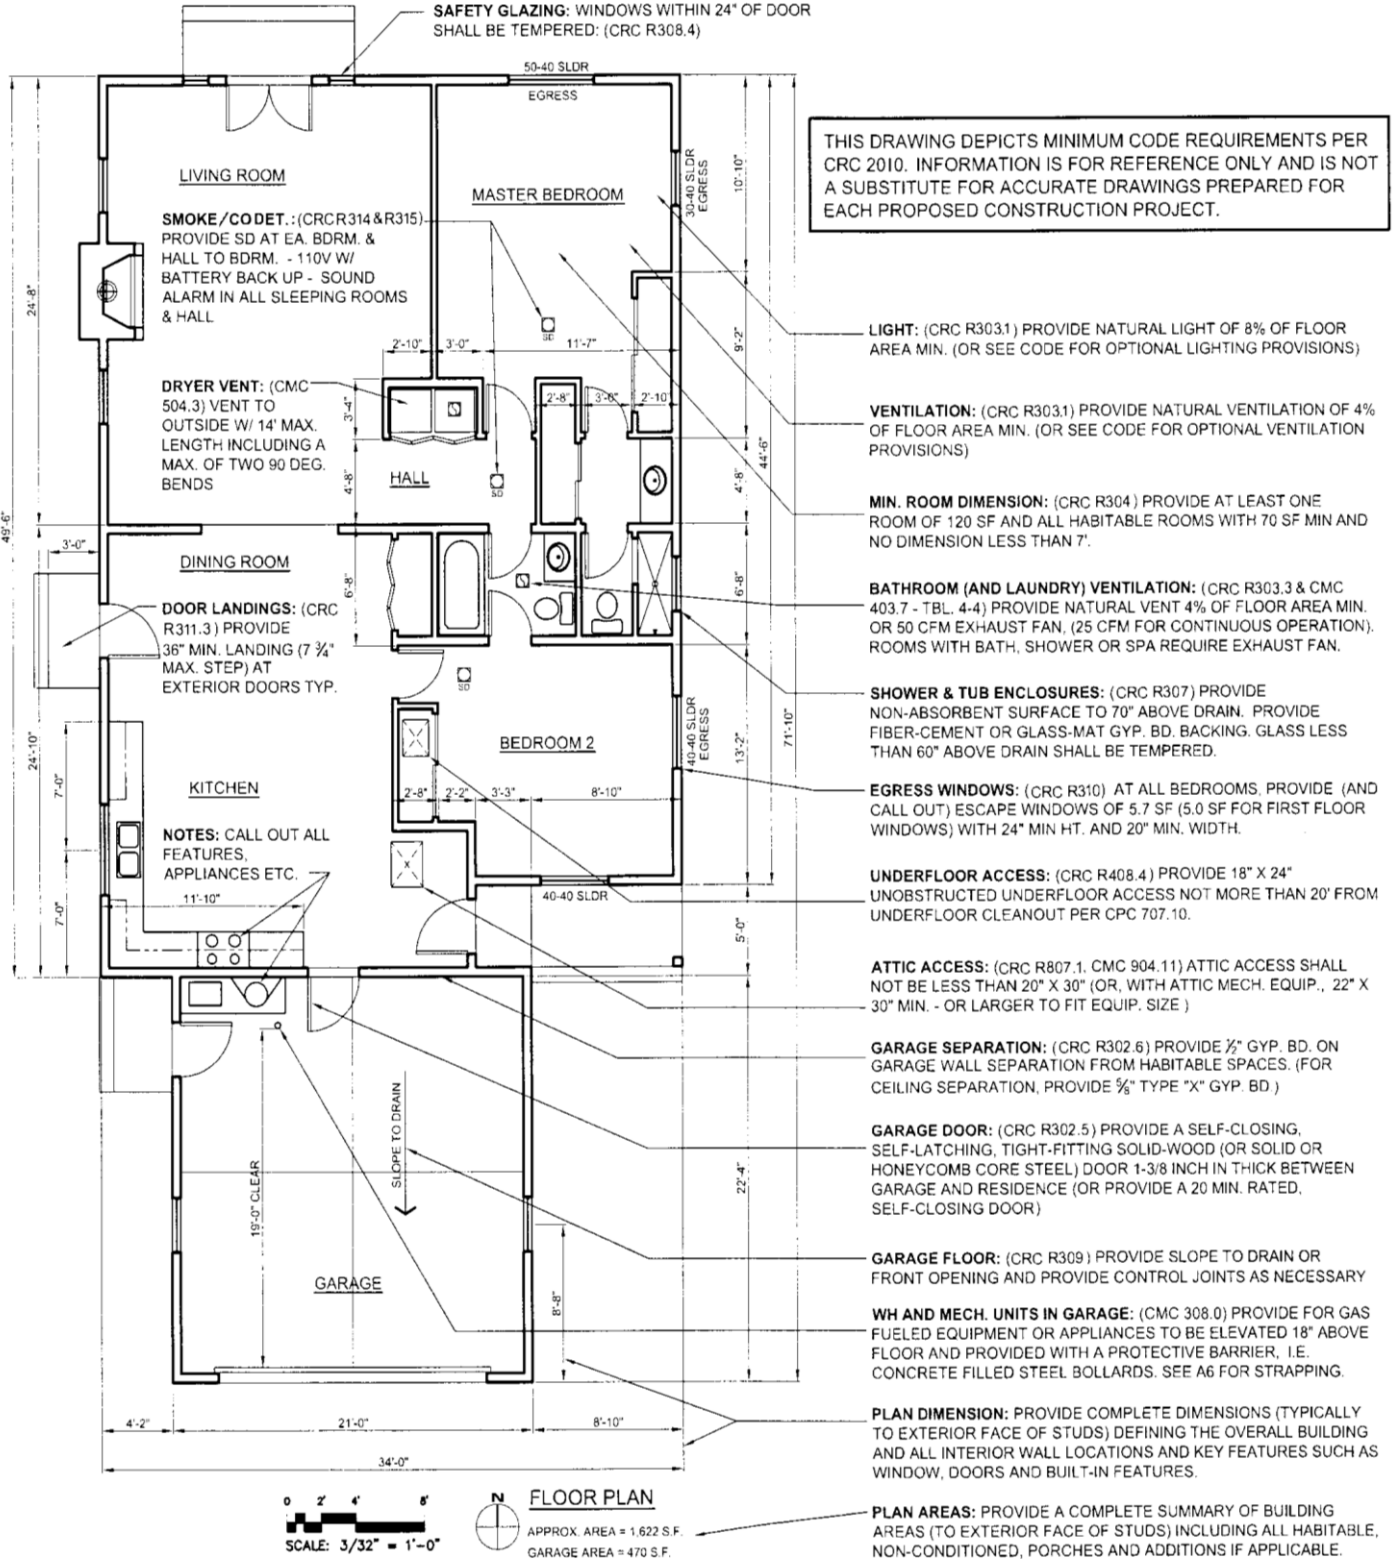 SAFETY GLAZING: WINDOWS WITHIN 24" OF DOOR
SHALL BE TEMPERED: (CRC R308.4)
50-40 SLDR
EGRESS
THIS DRAWING DEPICTS MINIMUM CODE REQUIREMENTS PER
CRC 2010. INFORMATION IS FOR REFERENCE ONLY AND IS NOT
A SUBSTITUTE FOR ACCURATE DRAWINGS PREPARED FOR
EACH PROPOSED CONSTRUCTION PROJECT.
LIVING ROOM
MASTER BEDROOM
30-40 SLDR
EGRESS
10'-10"
SMOKE/CO DET.: (CRC R314 & R315)
PROVIDE SD AT EA. BDRM. &
HALL TO BDRM. - 110V W/
BATTERY BACK UP - SOUND
ALARM IN ALL SLEEPING ROOMS
& HALL
24'-8"
9'-2"
SD
2'-10"
3'-0"
11'-7"
LIGHT: (CRC R303.1) PROVIDE NATURAL LIGHT OF 8% OF FLOOR
AREA MIN. (OR SEE CODE FOR OPTIONAL LIGHTING PROVISIONS)
DRYER VENT: (CMC
504.3) VENT TO
OUTSIDE W/ 14' MAX.
LENGTH INCLUDING A
MAX. OF TWO 90 DEG.
BENDS
3'-4"
2'-8"
3'-0"
2'-10"
VENTILATION: (CRC R303.1) PROVIDE NATURAL VENTILATION OF 4%
OF FLOOR AREA MIN. (OR SEE CODE FOR OPTIONAL VENTILATION
PROVISIONS)
HALL
4'-8"
SD
4'-8"
44'-6"
MIN. ROOM DIMENSION: (CRC R304) PROVIDE AT LEAST ONE
ROOM OF 120 SF AND ALL HABITABLE ROOMS WITH 70 SF MIN AND
NO DIMENSION LESS THAN 7'.
49'-6"
3'-0"
DINING ROOM
6'-8"
6'-8"
DOOR LANDINGS: (CRC
R311.3) PROVIDE
36" MIN. LANDING (7 ¾"
MAX. STEP) AT
EXTERIOR DOORS TYP.
BATHROOM (AND LAUNDRY) VENTILATION: (CRC R303.3 & CMC
403.7 - TBL. 4-4) PROVIDE NATURAL VENT 4% OF FLOOR AREA MIN.
OR 50 CFM EXHAUST FAN, (25 CFM FOR CONTINUOUS OPERATION).
ROOMS WITH BATH, SHOWER OR SPA REQUIRE EXHAUST FAN.
SD
SHOWER & TUB ENCLOSURES: (CRC R307) PROVIDE
NON-ABSORBENT SURFACE TO 70" ABOVE DRAIN. PROVIDE
FIBER-CEMENT OR GLASS-MAT GYP. BD. BACKING. GLASS LESS
THAN 60" ABOVE DRAIN SHALL BE TEMPERED.
BEDROOM 2
40-40 SLDR
EGRESS
13'-2"
71'-10"
24'-10"
7'-0"
KITCHEN
2'-8"
2'-2"
3'-3"
8'-10"
EGRESS WINDOWS: (CRC R310) AT ALL BEDROOMS, PROVIDE (AND
CALL OUT) ESCAPE WINDOWS OF 5.7 SF (5.0 SF FOR FIRST FLOOR
WINDOWS) WITH 24" MIN HT. AND 20" MIN. WIDTH.
NOTES: CALL OUT ALL
FEATURES,
APPLIANCES ETC.
X
7'-0"
11'-10"
40-40 SLDR
UNDERFLOOR ACCESS: (CRC R408.4) PROVIDE 18" X 24"
UNOBSTRUCTED UNDERFLOOR ACCESS NOT MORE THAN 20' FROM
UNDERFLOOR CLEANOUT PER CPC 707.10.
5'-0"
ATTIC ACCESS: (CRC R807.1, CMC 904.11) ATTIC ACCESS SHALL
NOT BE LESS THAN 20" X 30" (OR, WITH ATTIC MECH. EQUIP., 22" X
30" MIN. - OR LARGER TO FIT EQUIP. SIZE )
GARAGE SEPARATION: (CRC R302.6) PROVIDE ½" GYP. BD. ON
GARAGE WALL SEPARATION FROM HABITABLE SPACES. (FOR
CEILING SEPARATION, PROVIDE ⅝" TYPE "X" GYP. BD.)
SLOPE TO DRAIN
19'-0" CLEAR
22'-4"
GARAGE DOOR: (CRC R302.5) PROVIDE A SELF-CLOSING,
SELF-LATCHING, TIGHT-FITTING SOLID-WOOD (OR SOLID OR
HONEYCOMB CORE STEEL) DOOR 1-3/8 INCH IN THICK BETWEEN
GARAGE AND RESIDENCE (OR PROVIDE A 20 MIN. RATED,
SELF-CLOSING DOOR)
GARAGE FLOOR: (CRC R309) PROVIDE SLOPE TO DRAIN OR
FRONT OPENING AND PROVIDE CONTROL JOINTS AS NECESSARY
GARAGE
8'-8"
WH AND MECH. UNITS IN GARAGE: (CMC 308.0) PROVIDE FOR GAS
FUELED EQUIPMENT OR APPLIANCES TO BE ELEVATED 18" ABOVE
FLOOR AND PROVIDED WITH A PROTECTIVE BARRIER, I.E.
CONCRETE FILLED STEEL BOLLARDS. SEE A6 FOR STRAPPING.
4'-2"
21'-0"
8'-10"
PLAN DIMENSION: PROVIDE COMPLETE DIMENSIONS (TYPICALLY
TO EXTERIOR FACE OF STUDS) DEFINING THE OVERALL BUILDING
AND ALL INTERIOR WALL LOCATIONS AND KEY FEATURES SUCH AS
WINDOW, DOORS AND BUILT-IN FEATURES.
34'-0"
0 2' 4' 8'
SCALE: 3/32" = 1'-0"
N
FLOOR PLAN
APPROX. AREA = 1,622 S.F.
GARAGE AREA = 470 S.F.
PLAN AREAS: PROVIDE A COMPLETE SUMMARY OF BUILDING
AREAS (TO EXTERIOR FACE OF STUDS) INCLUDING ALL HABITABLE,
NON-CONDITIONED, PORCHES AND ADDITIONS IF APPLICABLE.